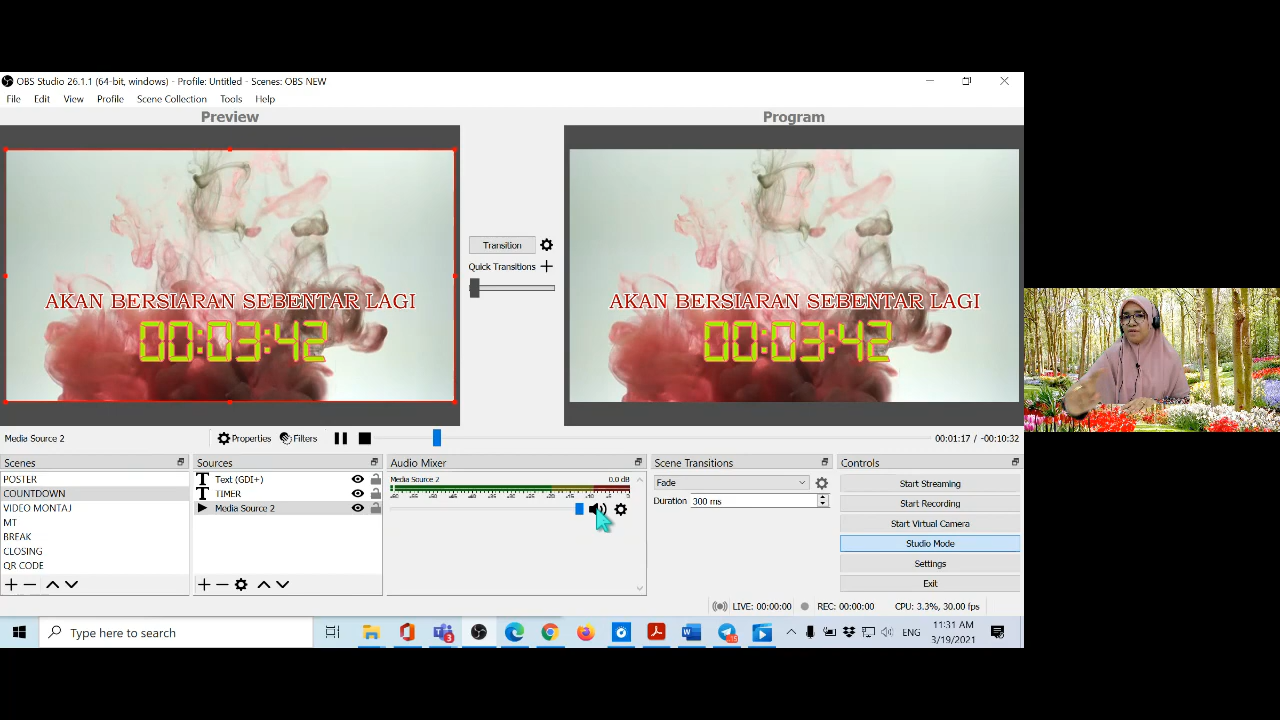 OBS Studio 26.1.1 (64-bit, windows) - Profile: Untitled - Scenes: OBS NEW
File Edit View Profile Scene Collection Tools Help
Preview
Program
AKAN BERSIARAN SEBENTAR LAGI
00:03:42
Transition
Quick Transitions
AKAN BERSIARAN SEBENTAR LAGI
00:03:42
Media Source 2
Properties
Filters
00:01:17 / -00:10:32
Scenes
POSTER
COUNTDOWN
VIDEO MONTAJ
MT
BREAK
CLOSING
QR CODE
Sources
Text (GDI+)
TIMER
Media Source 2
Audio Mixer
Media Source 2 0.0 dB
Scene Transitions
Fade
Duration 300 ms
Controls
Start Streaming
Start Recording
Start Virtual Camera
Studio Mode
Settings
Exit
LIVE: 00:00:00 REC: 00:00:00 CPU: 3.3%, 30.00 fps
Type here to search
ENG
11:31 AM
3/19/2021